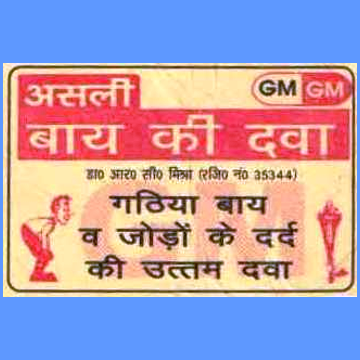 असली
GM GM
बाय की दवा
डा० आर० सी० मिश्रा (रजि० नं० 35344)
गठिया बाय
व जोड़ों के दर्द
की उत्तम दवा